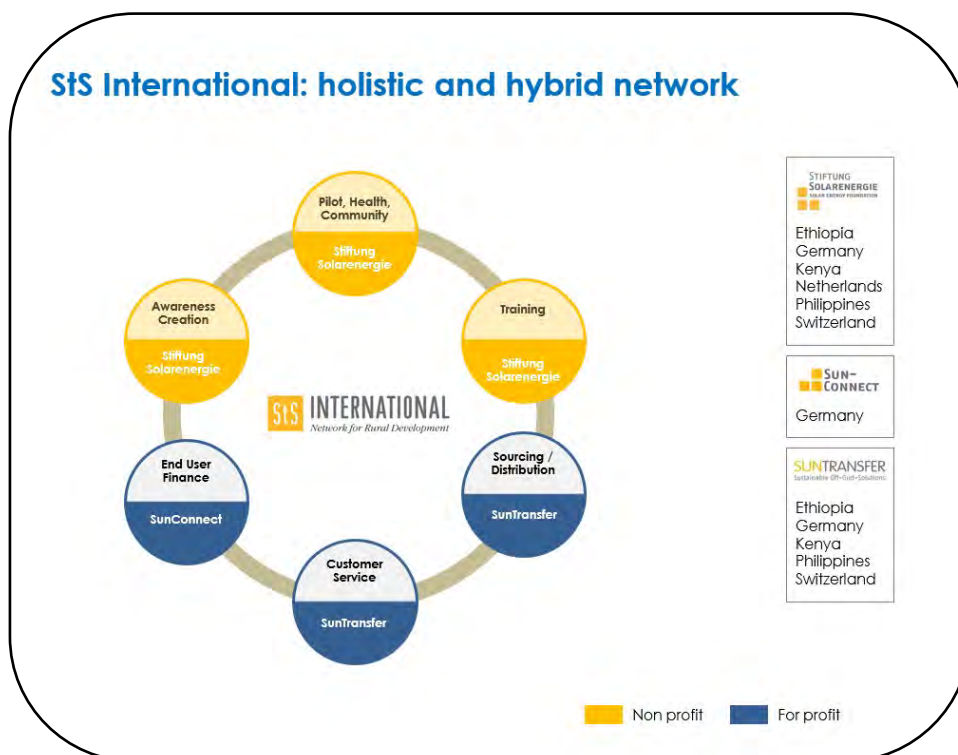 StS International: holistic and hybrid network
Pilot, Health,
Community
Stiftung
Solarenergie
Awareness
Creation
Stiftung
Solarenergie
Training
Stiftung
Solarenergie
StS INTERNATIONAL
Network for Rural Development
End User
Finance
SunConnect
Sourcing /
Distribution
SunTransfer
Customer
Service
SunTransfer
STIFTUNG
SOLARENERGIE
SOLAR ENERGY FOUNDATION
Ethiopia
Germany
Kenya
Netherlands
Philippines
Switzerland
SUN-
CONNECT
Germany
SUNTRANSFER
Sustainable Off-Grid-Solutions
Ethiopia
Germany
Kenya
Philippines
Switzerland
Non profit
For profit